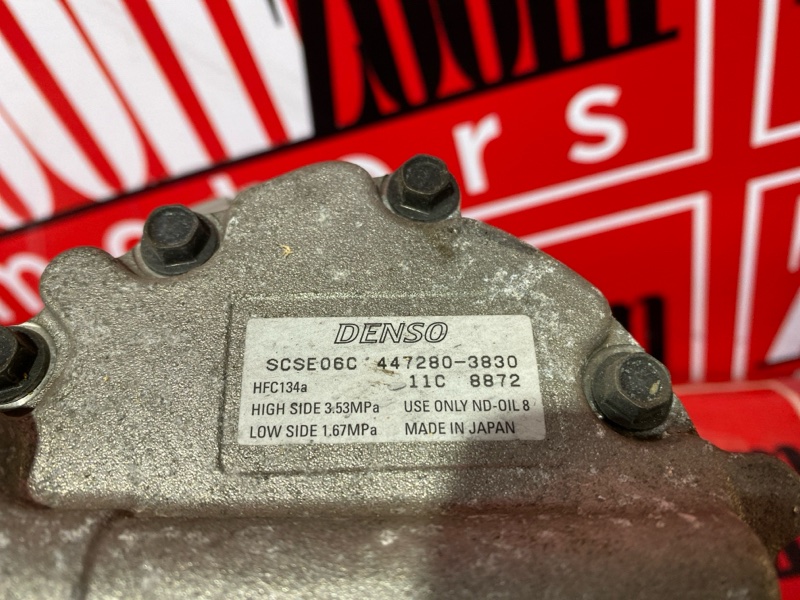 motors
DENSO
SCSE06C 447280-3830
HFC134a 11C 8872
HIGH SIDE 3.53MPa USE ONLY ND-OIL 8
LOW SIDE 1.67MPa MADE IN JAPAN